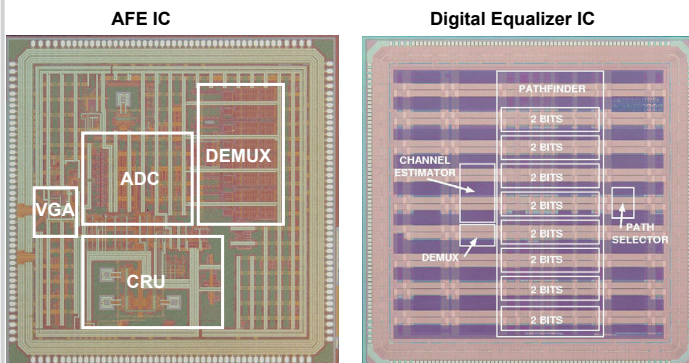 AFE IC
Digital Equalizer IC
VGA
ADC
DEMUX
CRU
PATHFINDER
2 BITS
2 BITS
2 BITS
2 BITS
2 BITS
2 BITS
2 BITS
2 BITS
CHANNEL
ESTIMATOR
DEMUX
PATH
SELECTOR